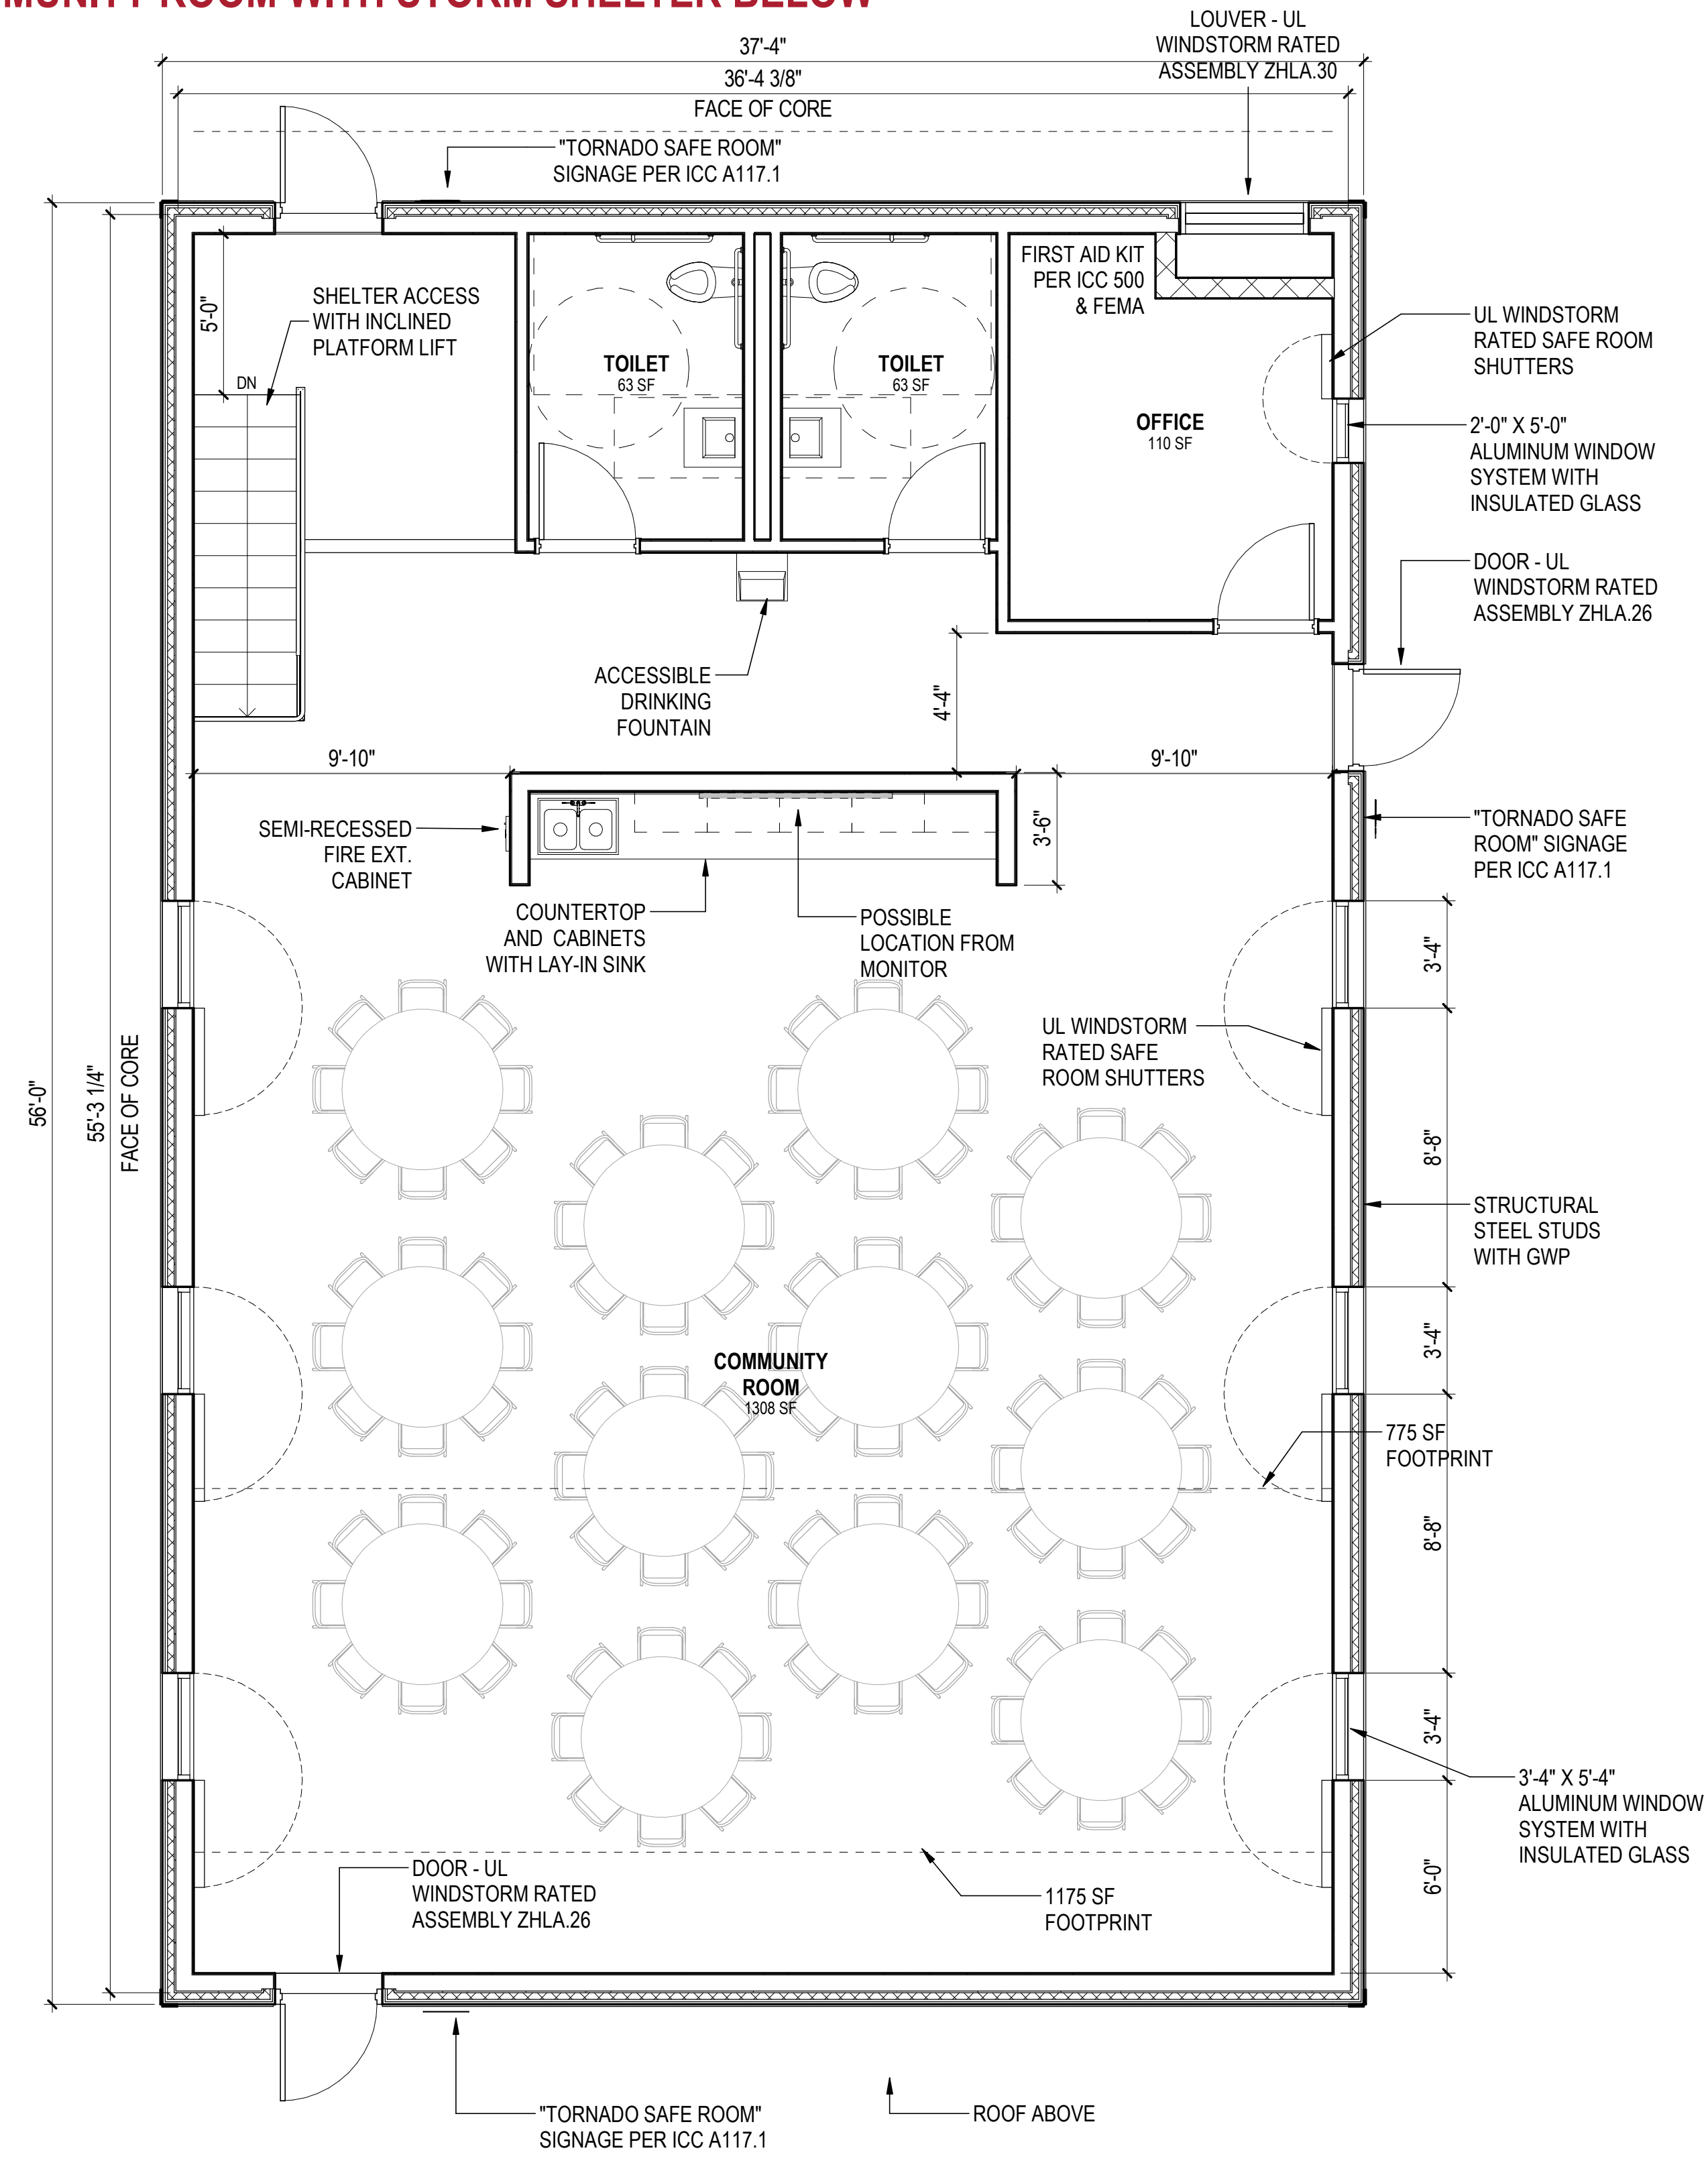 MUNITY ROOM WITH STORM SHELTER BELOW
LOUVER - UL
WINDSTORM RATED
ASSEMBLY ZHLA.30
37'-4"
36'-4 3/8"
FACE OF CORE
"TORNADO SAFE ROOM"
SIGNAGE PER ICC A117.1
5'-0"
SHELTER ACCESS
WITH INCLINED
PLATFORM LIFT
DN
TOILET
63 SF
TOILET
63 SF
FIRST AID KIT
PER ICC 500
& FEMA
OFFICE
110 SF
UL WINDSTORM
RATED SAFE ROOM
SHUTTERS
2'-0" X 5'-0"
ALUMINUM WINDOW
SYSTEM WITH
INSULATED GLASS
DOOR - UL
WINDSTORM RATED
ASSEMBLY ZHLA.26
ACCESSIBLE
DRINKING
FOUNTAIN
4'-4"
9'-10"
9'-10"
SEMI-RECESSED
FIRE EXT.
CABINET
3'-6"
"TORNADO SAFE
ROOM" SIGNAGE
PER ICC A117.1
COUNTERTOP
AND CABINETS
WITH LAY-IN SINK
POSSIBLE
LOCATION FROM
MONITOR
3'-4"
UL WINDSTORM
RATED SAFE
ROOM SHUTTERS
56'-0"
55'-3 1/4"
FACE OF CORE
8'-8"
STRUCTURAL
STEEL STUDS
WITH GWP
3'-4"
COMMUNITY
ROOM
1308 SF
775 SF
FOOTPRINT
8'-8"
3'-4"
3'-4" X 5'-4"
ALUMINUM WINDOW
SYSTEM WITH
INSULATED GLASS
6'-0"
DOOR - UL
WINDSTORM RATED
ASSEMBLY ZHLA.26
1175 SF
FOOTPRINT
"TORNADO SAFE ROOM"
SIGNAGE PER ICC A117.1
ROOF ABOVE